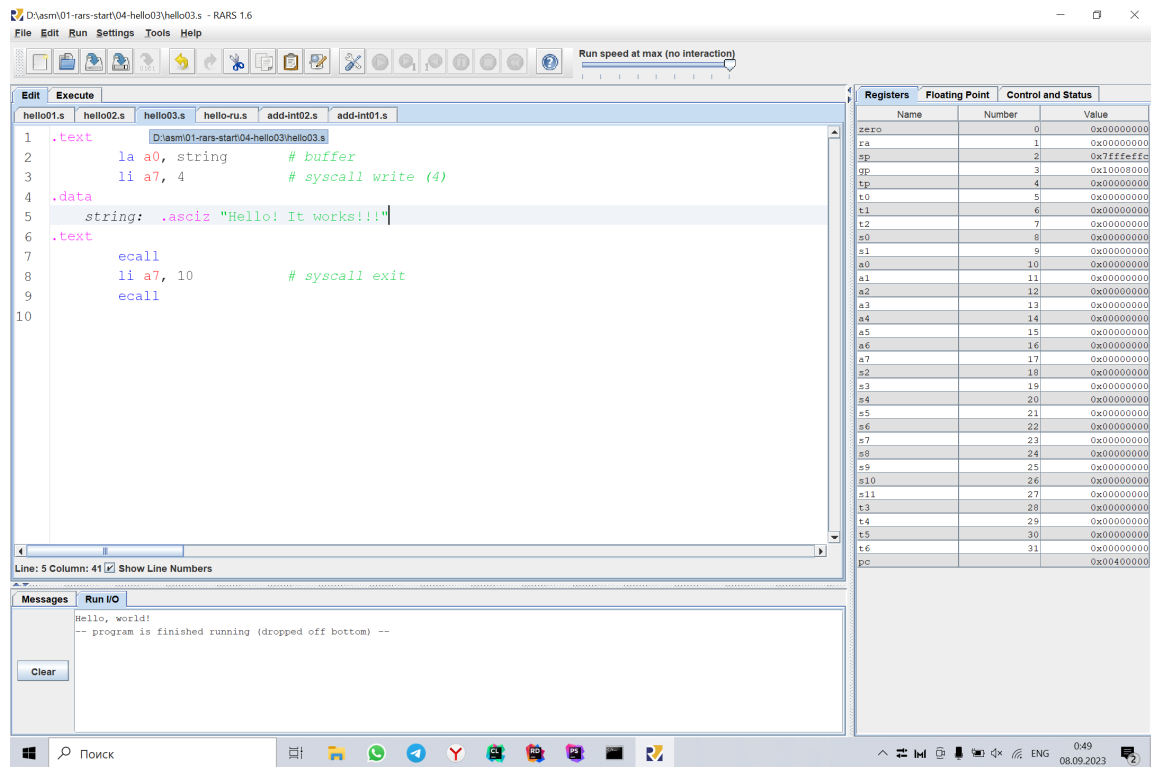 D:\asm\01-rars-start\04-hello03\hello03.s - RARS 1.6
File Edit Run Settings Tools Help
Run speed at max (no interaction)
Edit Execute
hello01.s hello02.s hello03.s hello-ru.s add-int02.s add-int01.s
D:\asm\01-rars-start\04-hello03\hello03.s
1 .text
2 la a0, string # buffer
3 li a7, 4 # syscall write (4)
4 .data
5 string: .asciz "Hello! It works!!!"
6 .text
7 ecall
8 li a7, 10 # syscall exit
9 ecall
10
Line: 5 Column: 41 Show Line Numbers
Messages Run I/O
Hello, world!
-- program is finished running (dropped off bottom) --
Clear
Registers Floating Point Control and Status
Name Number Value
zero 0 0x00000000
ra 1 0x00000000
sp 2 0x7fffeffc
gp 3 0x10008000
tp 4 0x00000000
t0 5 0x00000000
t1 6 0x00000000
t2 7 0x00000000
s0 8 0x00000000
s1 9 0x00000000
a0 10 0x00000000
a1 11 0x00000000
a2 12 0x00000000
a3 13 0x00000000
a4 14 0x00000000
a5 15 0x00000000
a6 16 0x00000000
a7 17 0x00000000
s2 18 0x00000000
s3 19 0x00000000
s4 20 0x00000000
s5 21 0x00000000
s6 22 0x00000000
s7 23 0x00000000
s8 24 0x00000000
s9 25 0x00000000
s10 26 0x00000000
s11 27 0x00000000
t3 28 0x00000000
t4 29 0x00000000
t5 30 0x00000000
t6 31 0x00000000
pc 0x00400000
Поиск
CL RD PS
ENG
0:49
08.09.2023
2